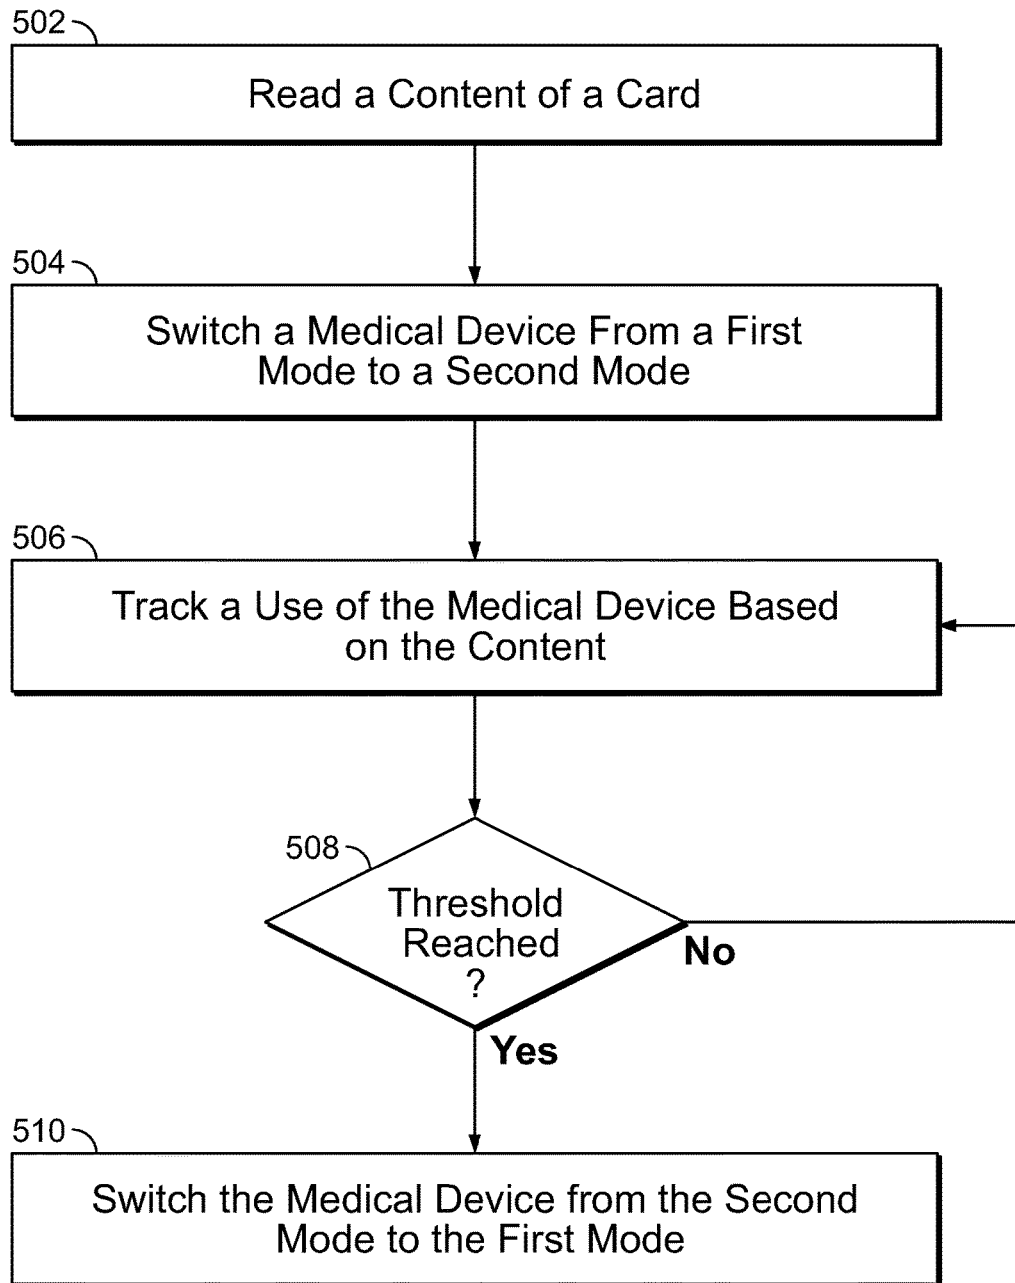 502
Read a Content of a Card
504
Switch a Medical Device From a First
Mode to a Second Mode
506
Track a Use of the Medical Device Based
on the Content
508
Threshold
Reached
?
No
Yes
510
Switch the Medical Device from the Second
Mode to the First Mode